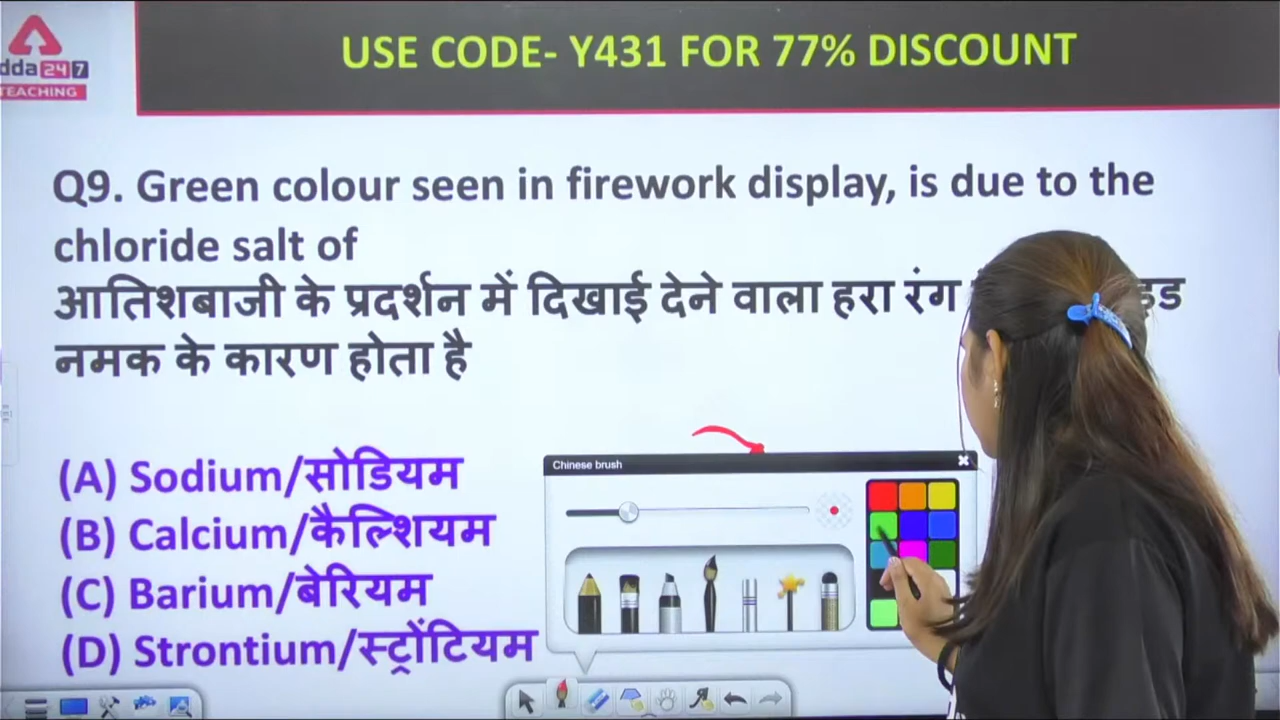 USE CODE- Y431 FOR 77% DISCOUNT
dda 24 7
TEACHING
Q9. Green colour seen in firework display, is due to the
chloride salt of
आतिशबाजी के प्रदर्शन में दिखाई देने वाला हरा रंग
नमक के कारण होता है
(A) Sodium/सोडियम
(B) Calcium/कैल्शियम
(C) Barium/बेरियम
(D) Strontium/स्ट्रोंटियम
Chinese brush